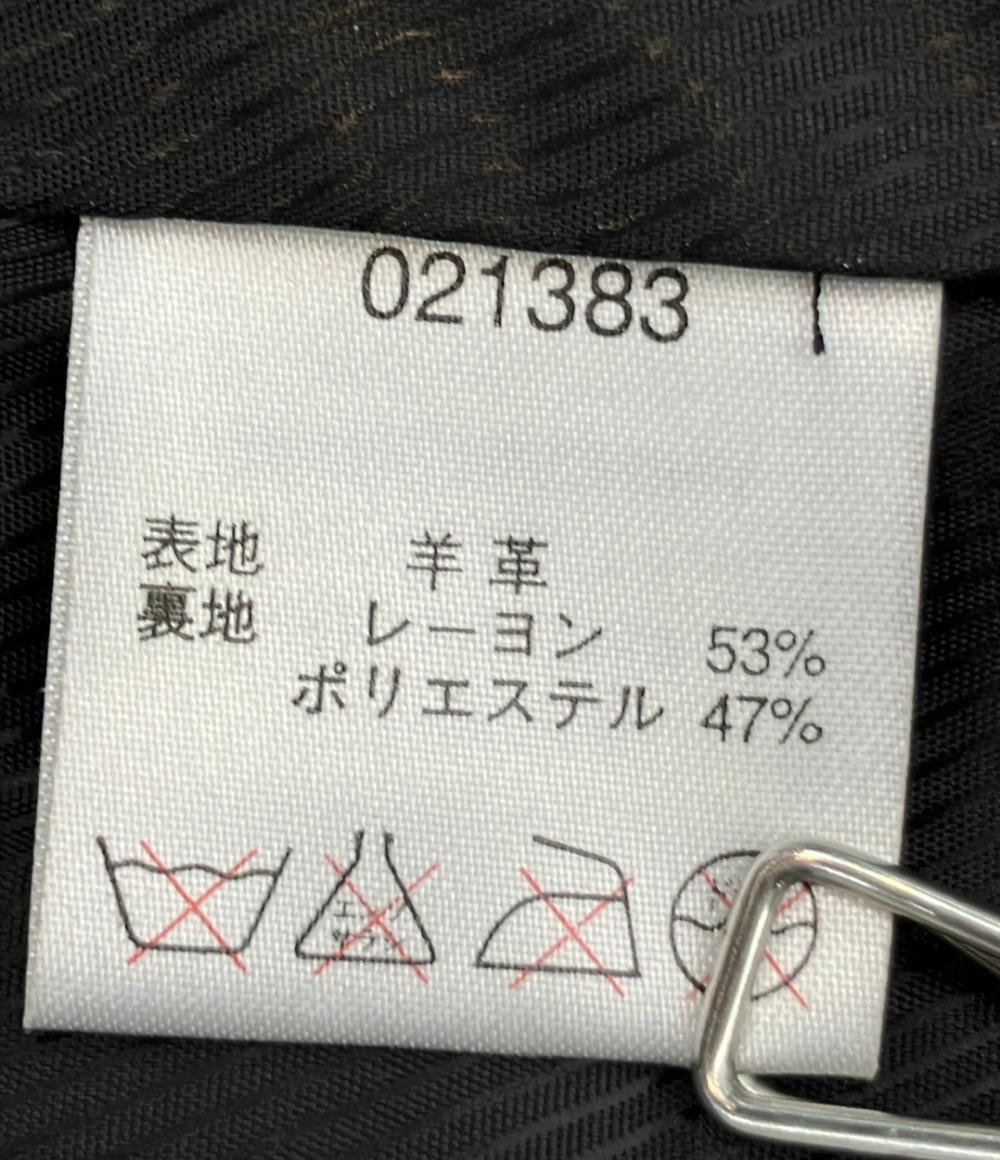 021383
表地 羊革
裏地 レーヨン 53%
ポリエステル 47%